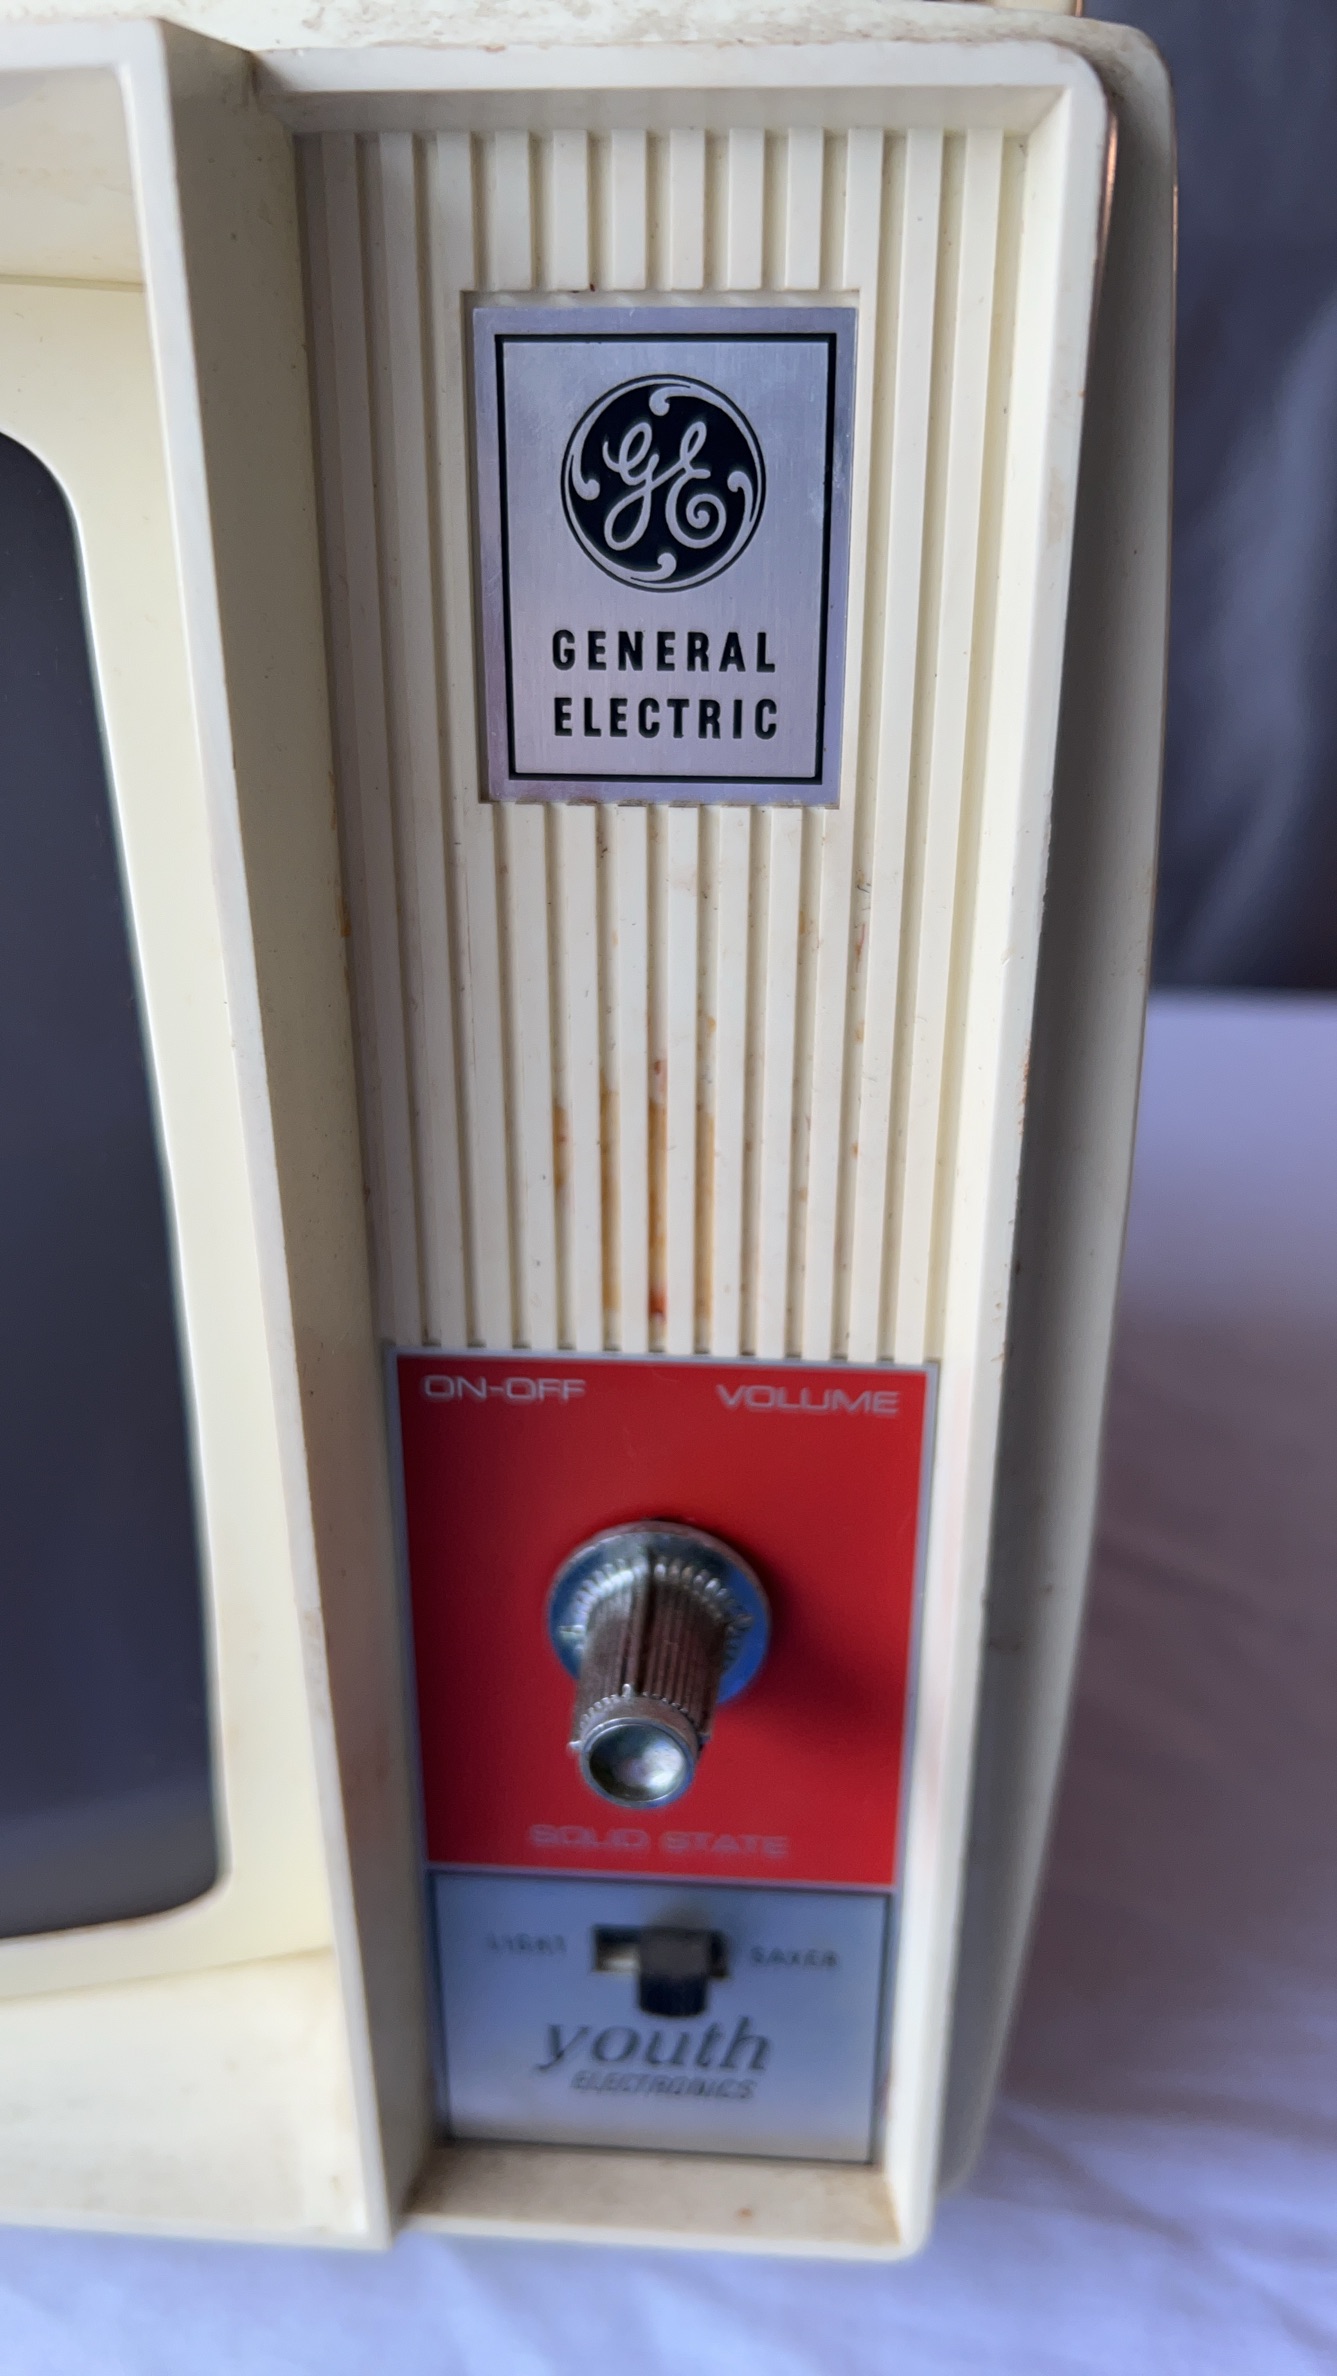 GE
GENERAL
ELECTRIC
ON-OFF VOLUME
SOLID STATE
LIGHT SAVER
youth
ELECTRONICS